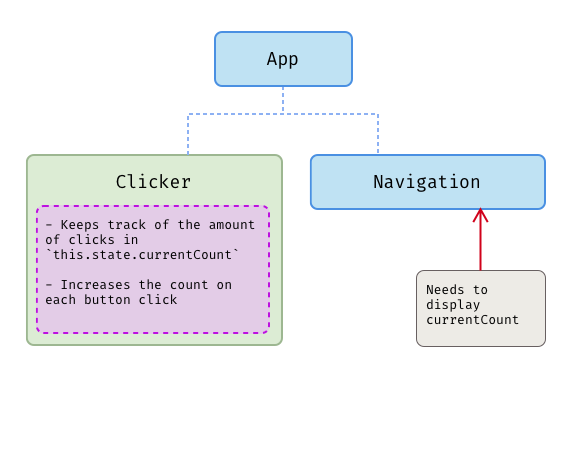 App
Clicker
- Keeps track of the amount
of clicks in
`this.state.currentCount`
- Increases the count on
each button click
Navigation
Needs to
display
currentCount